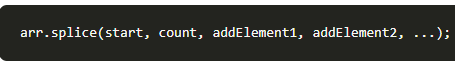 arr.splice(start, count, addElement1, addElement2, ...);